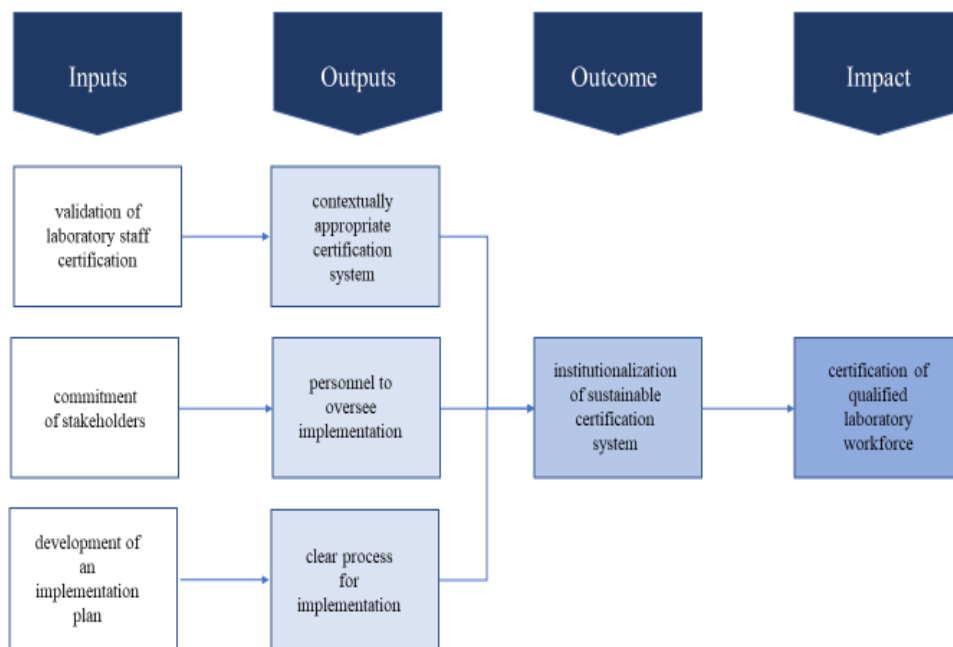 Inputs
Outputs
Outcome
Impact
validation of
laboratory staff
certification
contextually
appropriate
certification
system
commitment
of stakeholders
personnel to
oversee
implementation
institutionalization
of sustainable
certification
system
certification of
qualified
laboratory
workforce
development of
an
implementation
plan
clear process
for
implementation